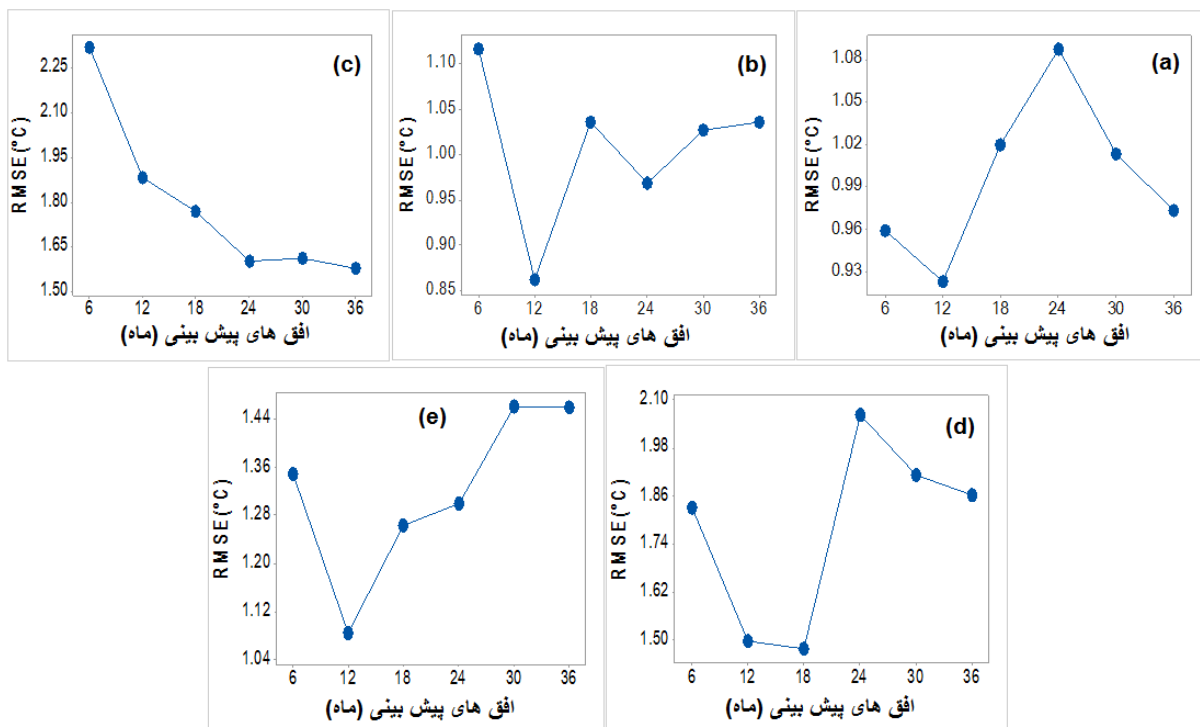 (c)
RMSE(°C)
2.25
2.10
1.95
1.80
1.65
1.50
6 12 18 24 30 36
افق های پیش بینی (ماه)
(b)
RMSE(°C)
1.10
1.05
1.00
0.95
0.90
0.85
6 12 18 24 30 36
افق های پیش بینی (ماه)
(a)
RMSE(°C)
1.08
1.05
1.02
0.99
0.96
0.93
6 12 18 24 30 36
افق های پیش بینی (ماه)
(e)
RMSE(°C)
1.44
1.36
1.28
1.20
1.12
1.04
6 12 18 24 30 36
افق های پیش بینی (ماه)
(d)
RMSE(°C)
2.10
1.98
1.86
1.74
1.62
1.50
6 12 18 24 30 36
افق های پیش بینی (ماه)